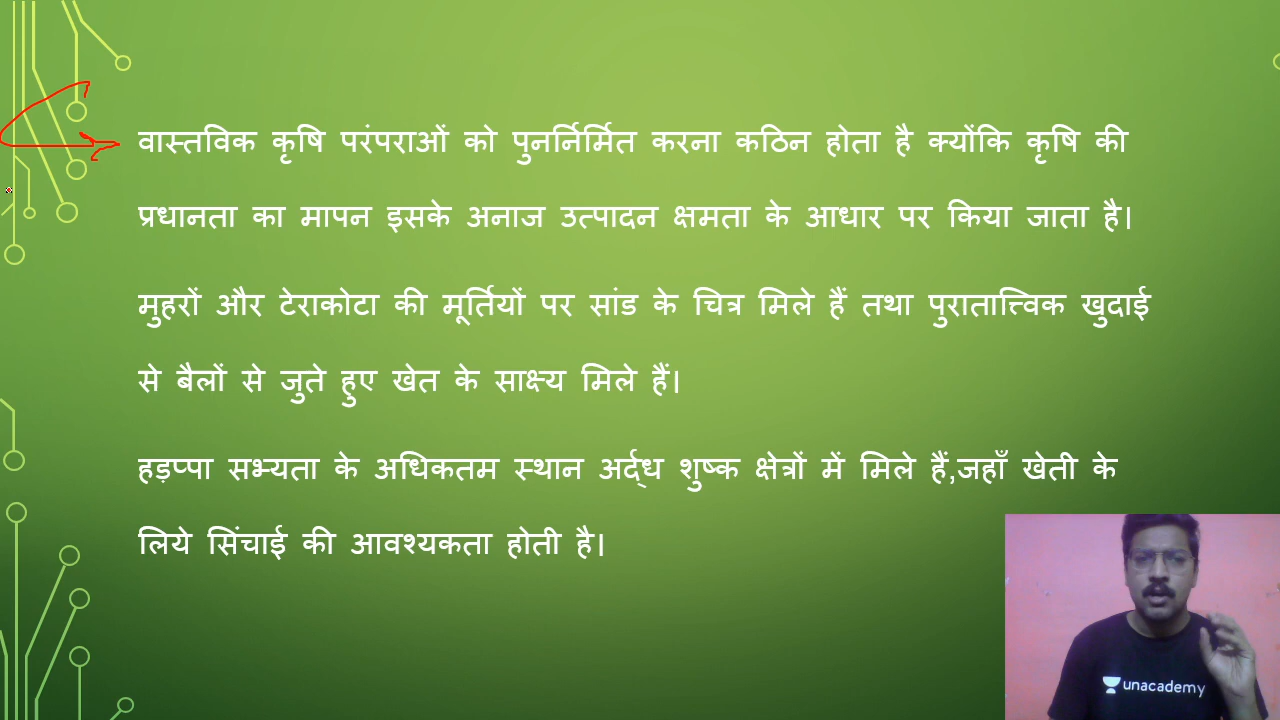 वास्तविक कृषि परंपराओं को पुनर्निर्मित करना कठिन होता है क्योंकि कृषि की
प्रधानता का मापन इसके अनाज उत्पादन क्षमता के आधार पर किया जाता है।
मुहरों और टेराकोटा की मूर्तियों पर सांड के चित्र मिले हैं तथा पुरातात्त्विक खुदाई
से बैलों से जुते हुए खेत के साक्ष्य मिले हैं।
हड़प्पा सभ्यता के अधिकतम स्थान अर्द्ध शुष्क क्षेत्रों में मिले हैं,जहाँ खेती के
लिये सिंचाई की आवश्यकता होती है।
unacademy